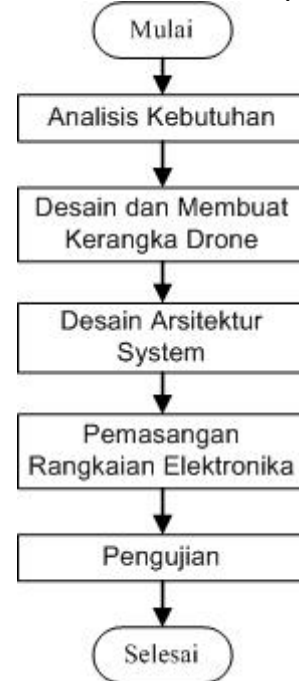 Mulai
Analisis Kebutuhan
Desain dan Membuat
Kerangka Drone
Desain Arsitektur
System
Pemasangan
Rangkaian Elektronika
Pengujian
Selesai